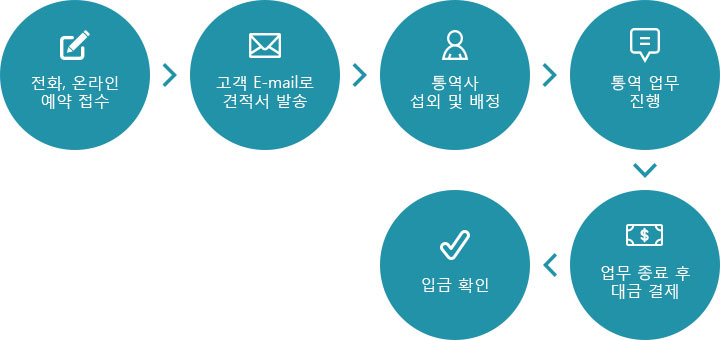 전화, 온라인
예약 접수
고객 E-mail로
견적서 발송
통역사
섭외 및 배정
통역 업무
진행
업무 종료 후
대금 결제
입금 확인